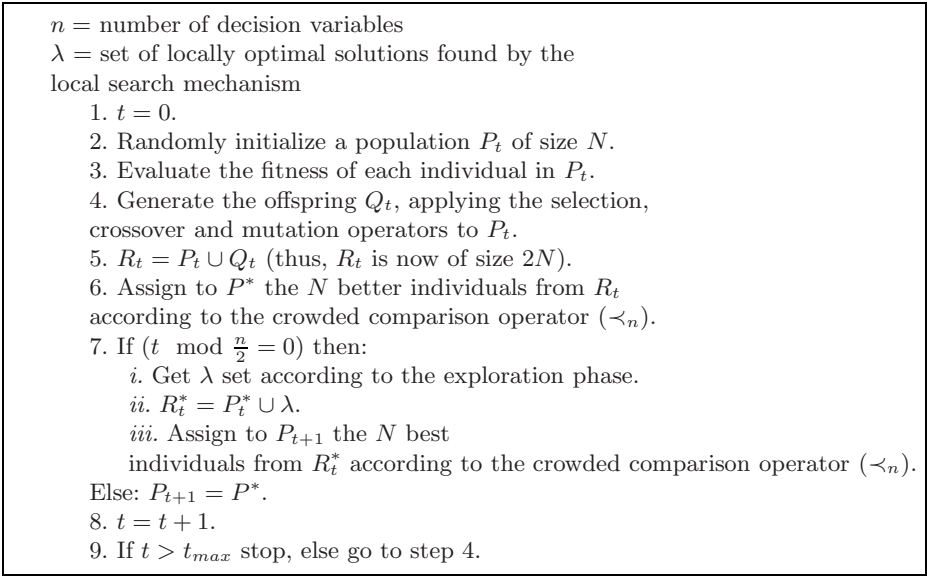 n = number of decision variables
λ = set of locally optimal solutions found by the
local search mechanism
1. t = 0.
2. Randomly initialize a population P_t of size N.
3. Evaluate the fitness of each individual in P_t.
4. Generate the offspring Q_t, applying the selection,
crossover and mutation operators to P_t.
5. R_t = P_t ∪ Q_t (thus, R_t is now of size 2N).
6. Assign to P* the N better individuals from R_t
according to the crowded comparison operator (≺_n).
7. If (t mod n/2 = 0) then:
i. Get λ set according to the exploration phase.
ii. R*_t = P*_t ∪ λ.
iii. Assign to P_{t+1} the N best
individuals from R*_t according to the crowded comparison operator (≺_n).
Else: P_{t+1} = P*.
8. t = t + 1.
9. If t > t_{max} stop, else go to step 4.